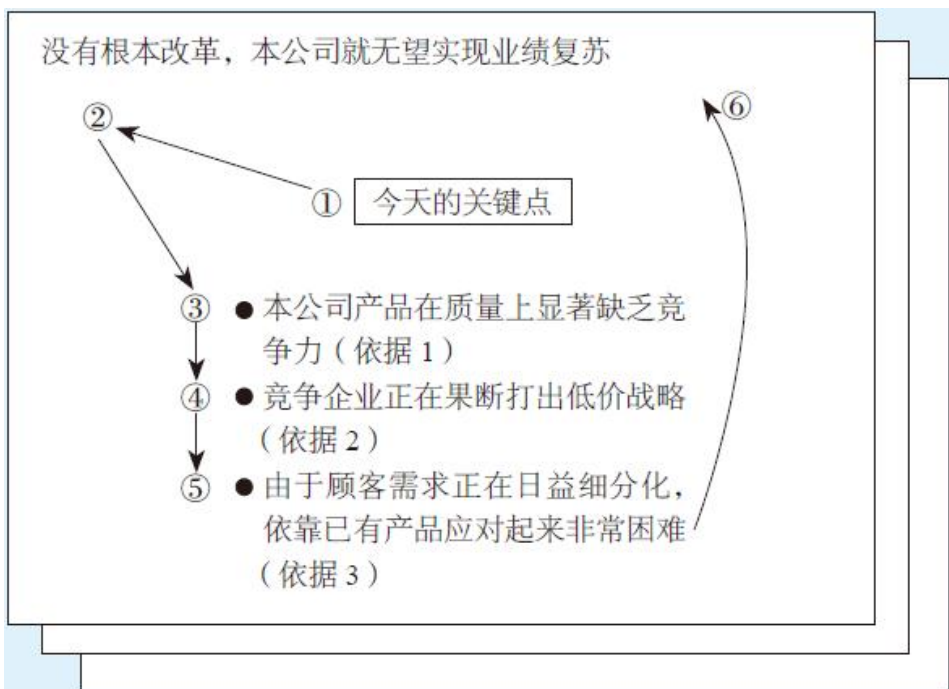 没有根本改革，本公司就无望实现业绩复苏
⑥
②
① 今天的关键点
③ ● 本公司产品在质量上显著缺乏竞
争力（依据 1）
④ ● 竞争企业正在果断打出低价战略
（依据 2）
⑤ ● 由于顾客需求正在日益细分化，
依靠已有产品应对起来非常困难
（依据 3）